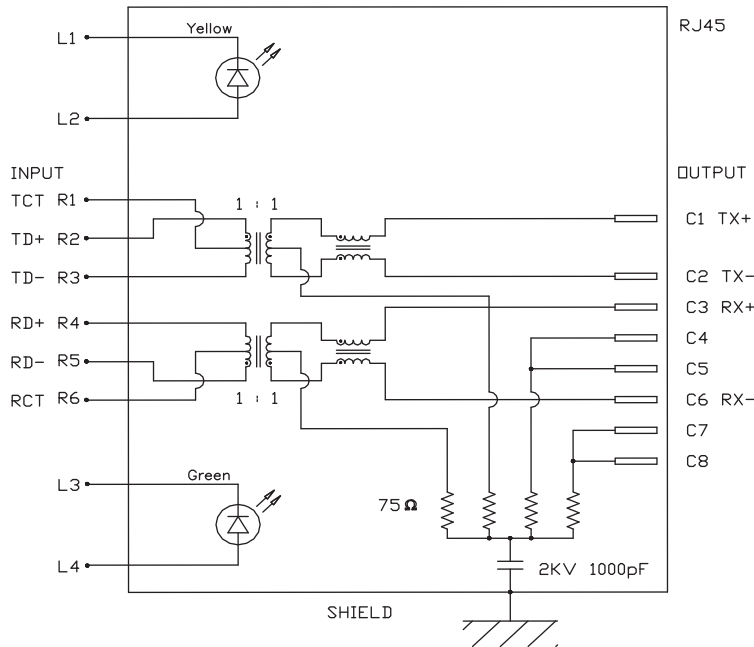 RJ45
Yellow
L1
L2
INPUT
OUTPUT
TCT R1
1 : 1
C1 TX+
TD+ R2
TD- R3
C2 TX-
C3 RX+
RD+ R4
C4
RD- R5
C5
RCT R6
1 : 1
C6 RX-
C7
C8
Green
L3
75Ω
L4
2KV 1000pF
SHIELD